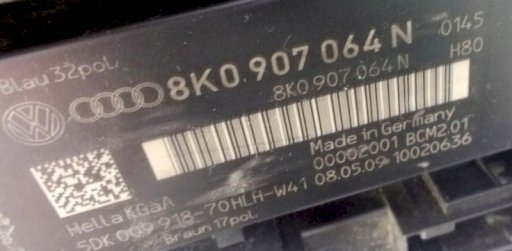 Blau 32pol.
8K0 907 064 N 0145
8K0 907 064 N H80
Made in Germany
00002001 BCM2 01
08.05.09 10020636
Hella KGaA
5DK 009 918-70 HLH-W41
Braun 17pol.